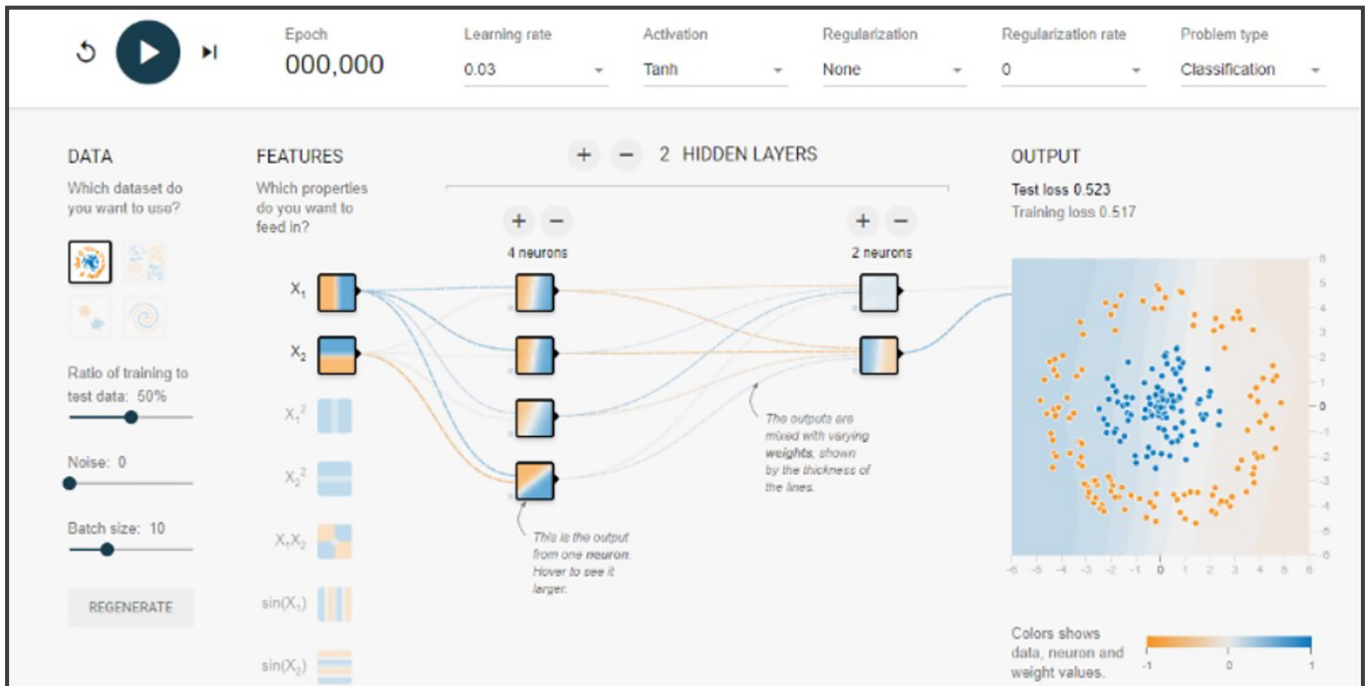 Epoch
000,000
Learning rate
0.03
Activation
Tanh
Regularization
None
Regularization rate
0
Problem type
Classification
DATA
Which dataset do
you want to use?
Ratio of training to
test data: 50%
Noise: 0
Batch size: 10
REGENERATE
FEATURES
Which properties
do you want to
feed in?
X₁
X₂
X₁²
X₂²
X₁X₂
sin(X₁)
sin(X₂)
+ − 2 HIDDEN LAYERS
+ −
4 neurons
+ −
2 neurons
This is the output
from one neuron.
Hover to see it
larger.
The outputs are
mixed with varying
weights, shown
by the thickness of
the lines.
OUTPUT
Test loss 0.523
Training loss 0.517
6
5
4
3
2
1
0
-1
-2
-3
-4
-5
-6
-6 -5 -4 -3 -2 -1 0 1 2 3 4 5 6
Colors shows
data, neuron and
weight values.
-1 0 1